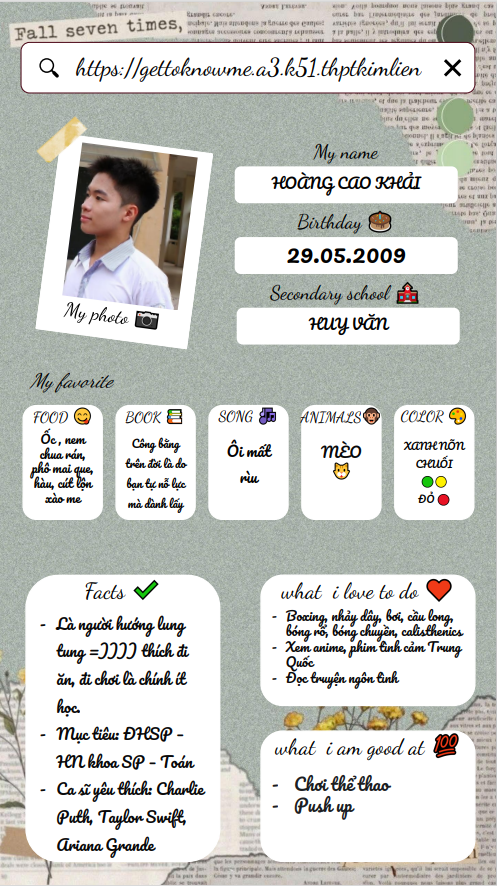 Fall seven times,
https://gettoknowme.a3.k51.thptkimlien
My name
HOÀNG CAO KHẢI
Birthday
29.05.2009
Secondary school
HUY VĂN
My photo
My favorite
FOOD
Ốc, nem
chua rán,
phô mai que,
hàu, cút lộn
xào me
BOOK
Công bằng
trên đời là do
bạn tự nỗ lực
mà dành lấy
SONG
Ôi mất
rìu
ANIMALS
MÈO
COLOR
XANH NÕN
CHUỐI
ĐỎ
Facts
- Là người hướng lung
tung =)))) thích đi
ăn, đi chơi là chính ít
học.
- Mục tiêu: ĐHSP -
HN khoa SP - Toán
- Ca sĩ yêu thích: Charlie
Puth, Taylor Swift,
Ariana Grande
what i love to do
- Boxing, nhảy dây, bơi, cầu lông,
bóng rổ, bóng chuyền, calisthenics
- Xem anime, phim tình cảm Trung
Quốc
- Đọc truyện ngôn tình
what i am good at 100
- Chơi thể thao
- Push up